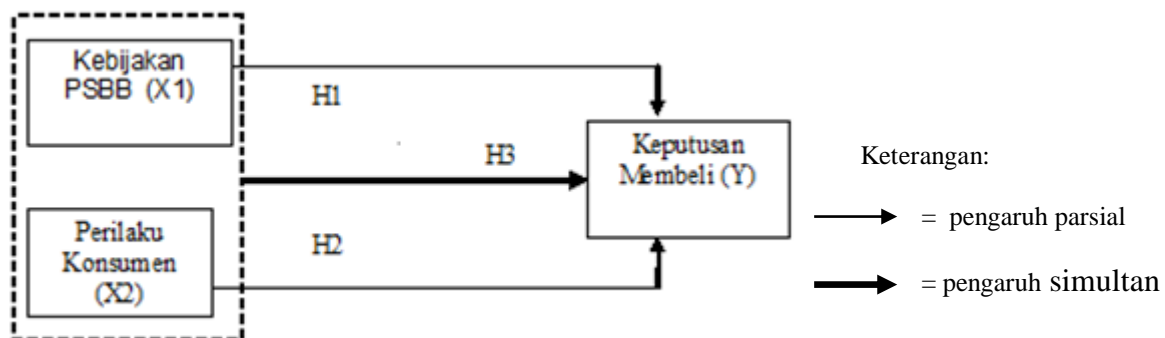 Kebijakan
PSBB (X1)
H1
H3
Keputusan
Membeli (Y)
Perilaku
Konsumen
(X2)
H2
Keterangan:
= pengaruh parsial
= pengaruh simultan